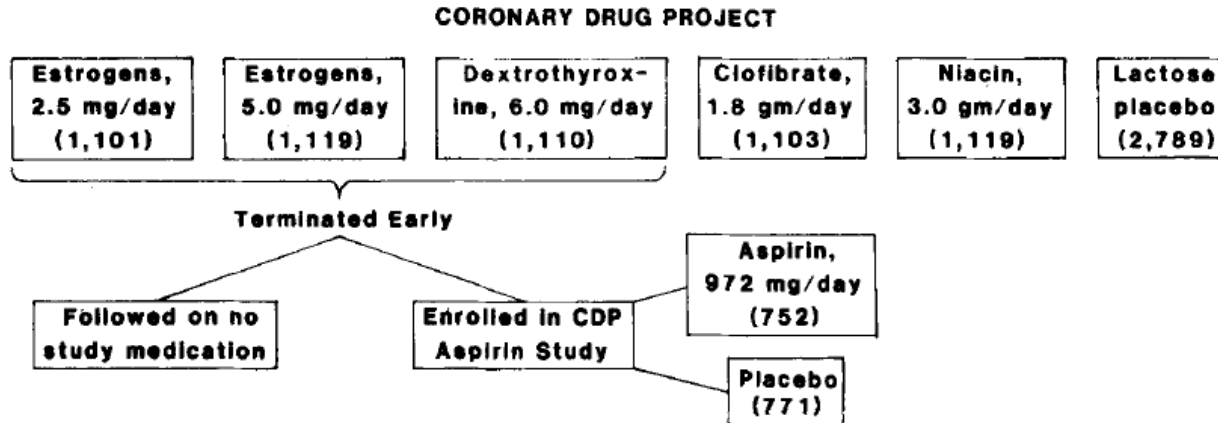 CORONARY DRUG PROJECT
Estrogens,
2.5 mg/day
(1,101)
Estrogens,
5.0 mg/day
(1,119)
Dextrothyrox-
ine, 6.0 mg/day
(1,110)
Clofibrate,
1.8 gm/day
(1,103)
Niacin,
3.0 gm/day
(1,119)
Lactose
placebo
(2,789)
Terminated Early
Followed on no
study medication
Enrolled in CDP
Aspirin Study
Aspirin,
972 mg/day
(752)
Placebo
(771)